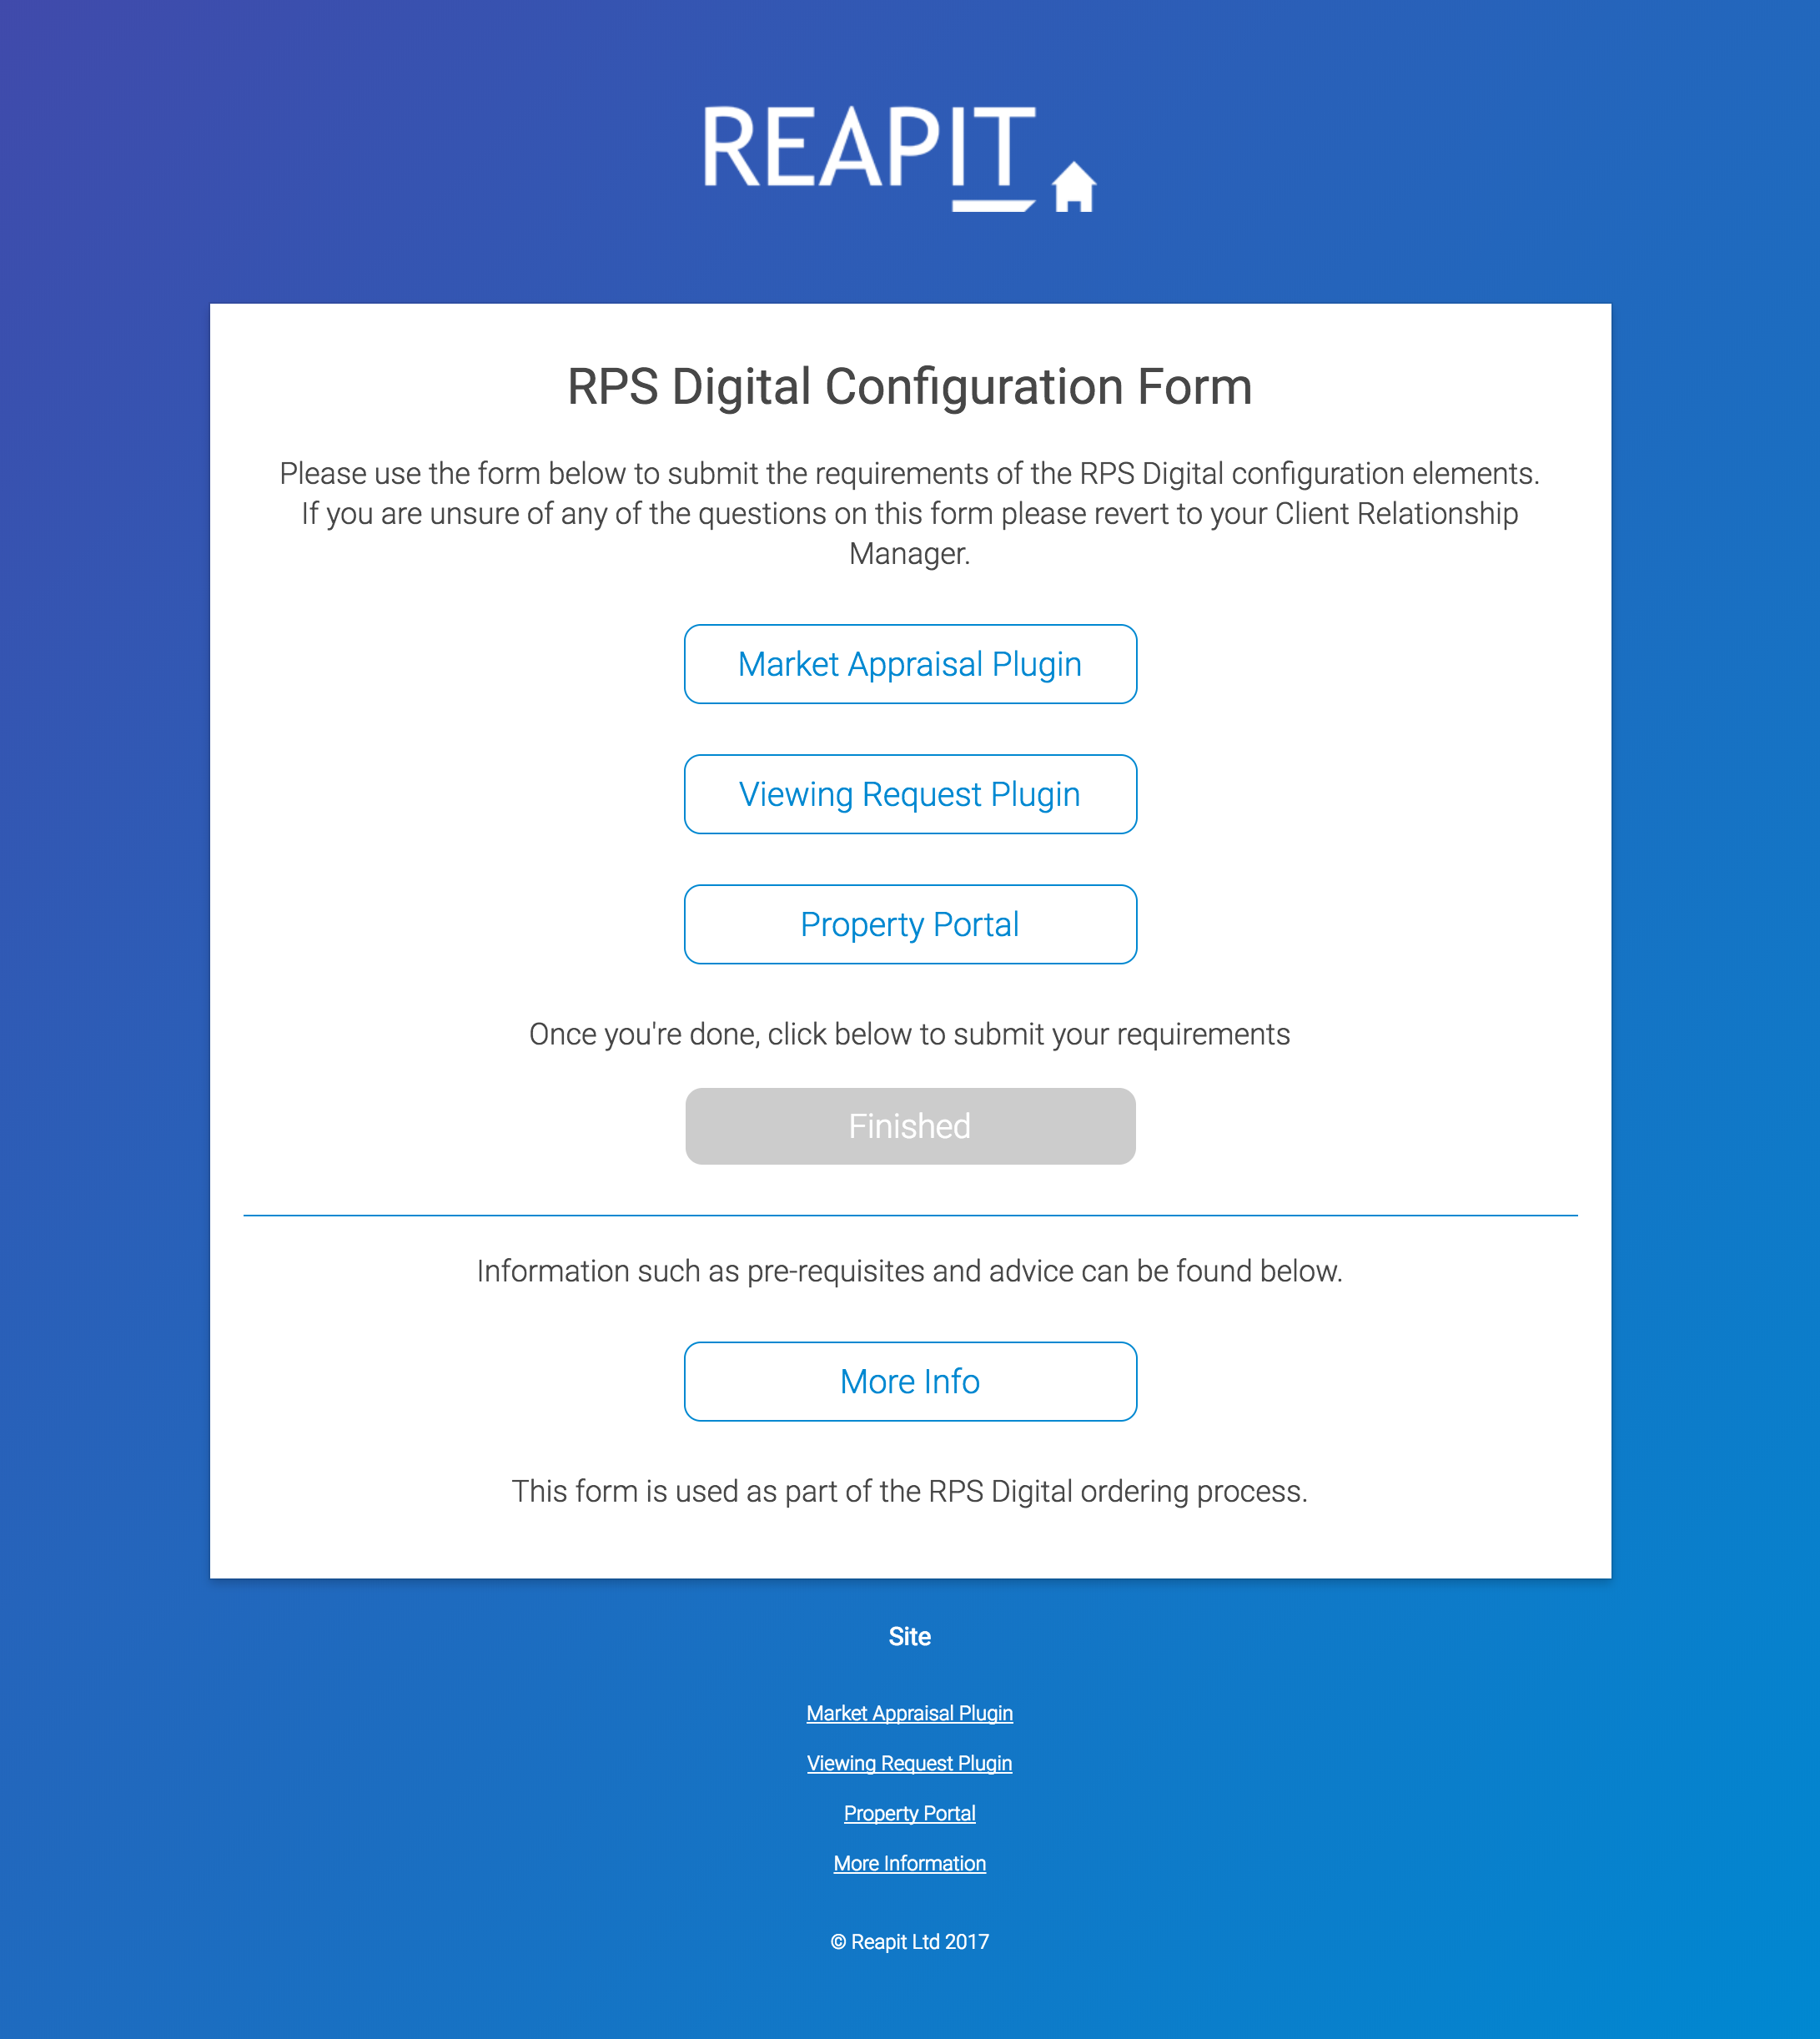 REAPIT
RPS Digital Configuration Form
Please use the form below to submit the requirements of the RPS Digital configuration elements.
If you are unsure of any of the questions on this form please revert to your Client Relationship
Manager.
Market Appraisal Plugin
Viewing Request Plugin
Property Portal
Once you're done, click below to submit your requirements
Finished
Information such as pre-requisites and advice can be found below.
More Info
This form is used as part of the RPS Digital ordering process.
Site
Market Appraisal Plugin
Viewing Request Plugin
Property Portal
More Information
© Reapit Ltd 2017